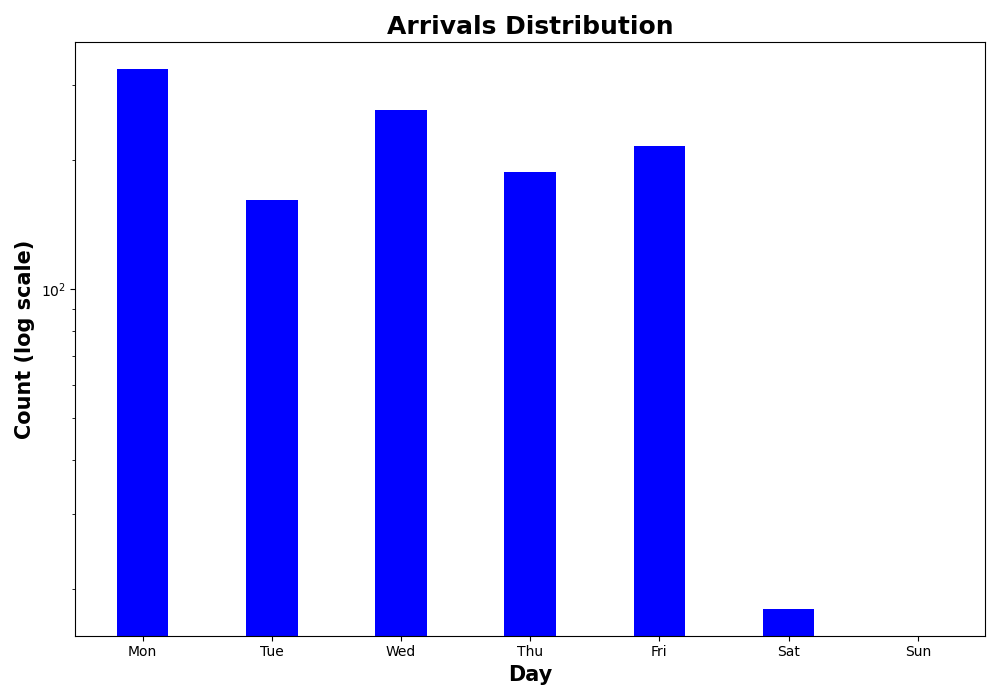 Arrivals Distribution
Count (log scale)
10²
Mon Tue Wed Thu Fri Sat Sun
Day